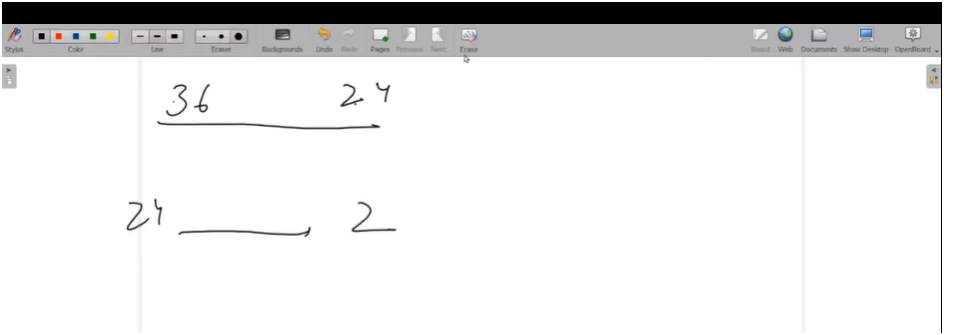 Stylus Color Line Eraser Backgrounds Undo Redo Pages Previous Next Erase Board Web Documents Show Desktop OpenBoard
36 24
24 2